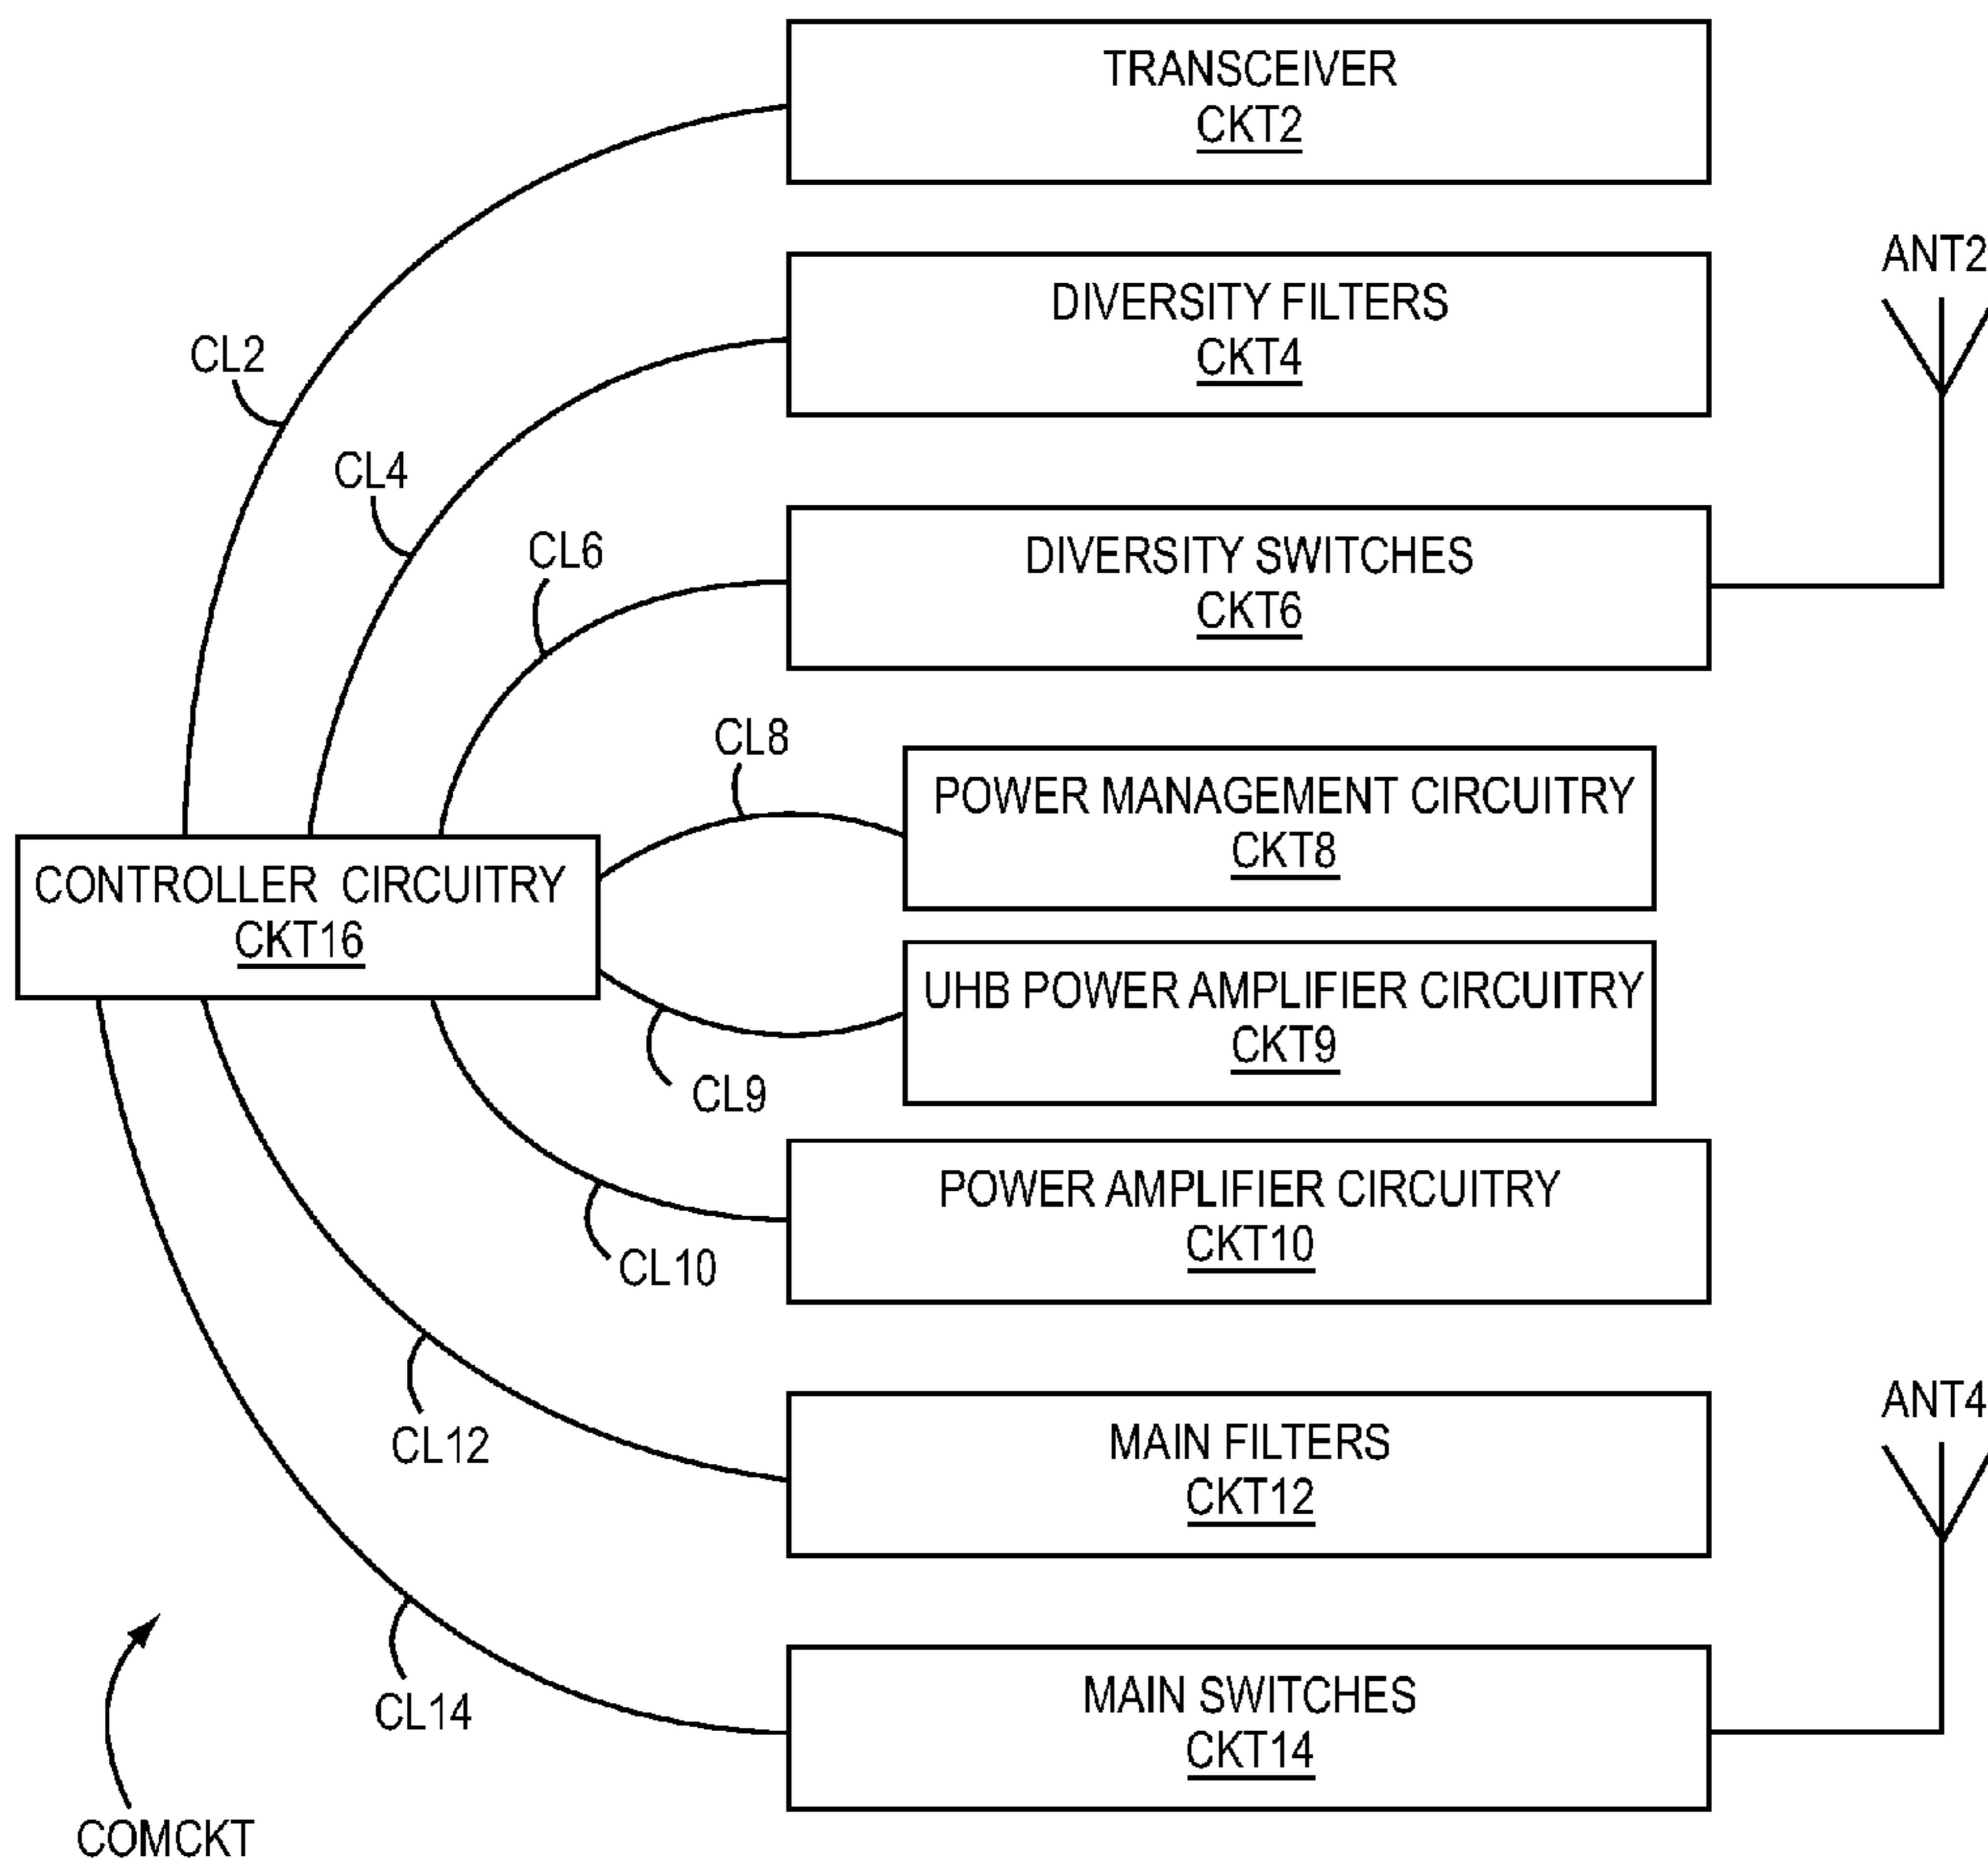 TRANSCEIVER
CKT2
DIVERSITY FILTERS
CKT4
ANT2
CL2
CL4
CL6
DIVERSITY SWITCHES
CKT6
CL8
POWER MANAGEMENT CIRCUITRY
CKT8
CONTROLLER CIRCUITRY
CKT16
UHB POWER AMPLIFIER CIRCUITRY
CKT9
CL9
POWER AMPLIFIER CIRCUITRY
CKT10
CL10
CL12
MAIN FILTERS
CKT12
ANT4
CL14
MAIN SWITCHES
CKT14
COMCKT